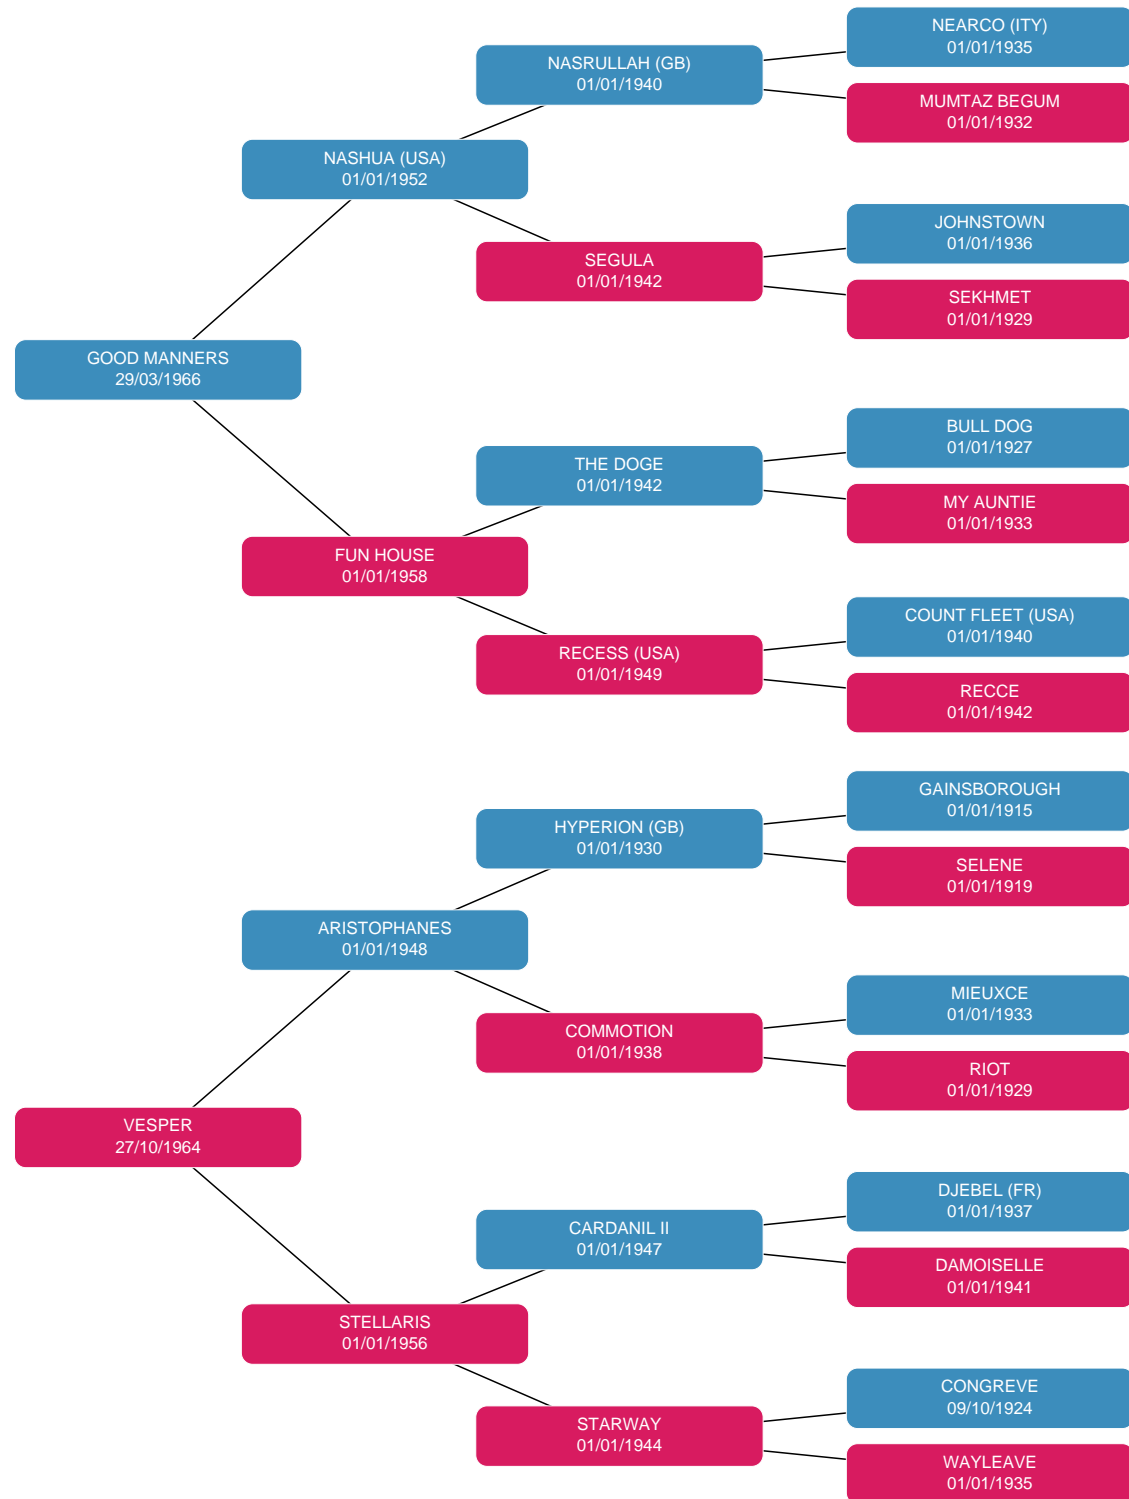 NEARCO (ITY)
01/01/1935
NASRULLAH (GB)
01/01/1940
MUMTAZ BEGUM
01/01/1932
NASHUA (USA)
01/01/1952
JOHNSTOWN
01/01/1936
SEGULA
01/01/1942
SEKHMET
01/01/1929
GOOD MANNERS
29/03/1966
BULL DOG
01/01/1927
THE DOGE
01/01/1942
MY AUNTIE
01/01/1933
FUN HOUSE
01/01/1958
COUNT FLEET (USA)
01/01/1940
RECESS (USA)
01/01/1949
RECCE
01/01/1942
GAINSBOROUGH
01/01/1915
HYPERION (GB)
01/01/1930
SELENE
01/01/1919
ARISTOPHANES
01/01/1948
MIEUXCE
01/01/1933
COMMOTION
01/01/1938
RIOT
01/01/1929
VESPER
27/10/1964
DJEBEL (FR)
01/01/1937
CARDANIL II
01/01/1947
DAMOISELLE
01/01/1941
STELLARIS
01/01/1956
CONGREVE
09/10/1924
STARWAY
01/01/1944
WAYLEAVE
01/01/1935